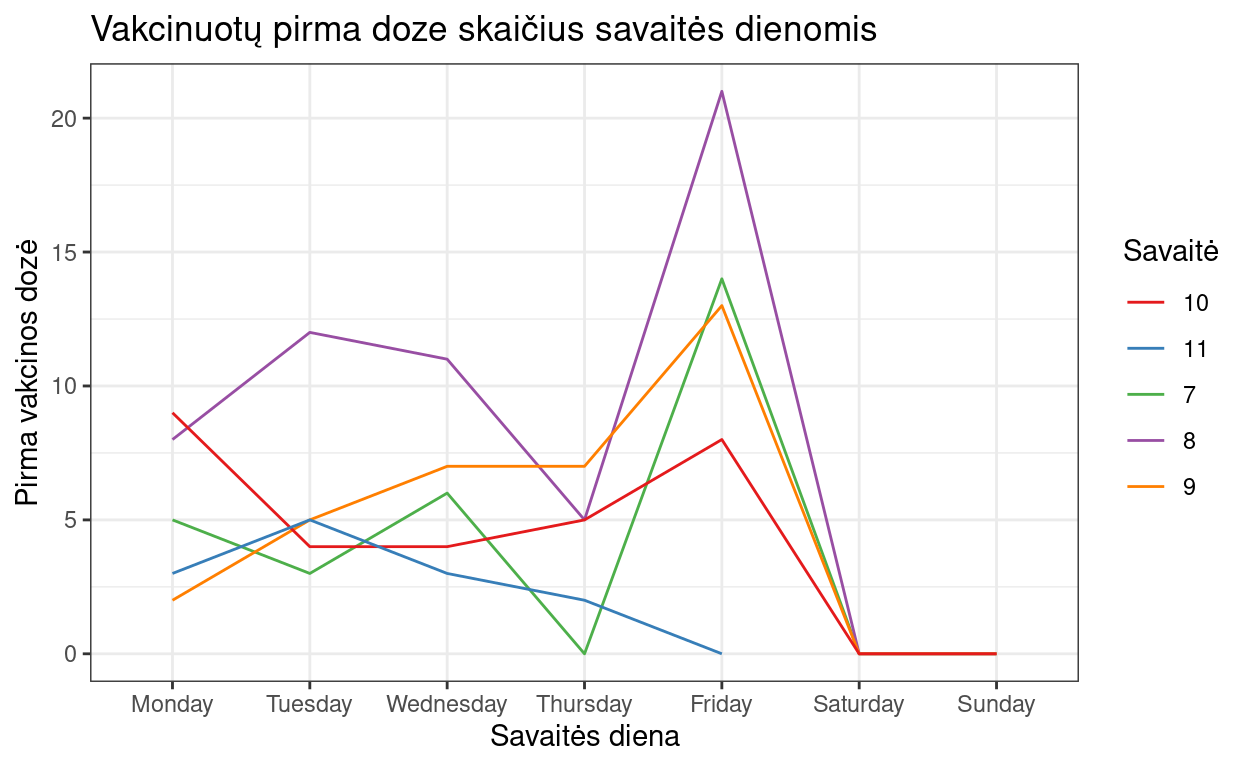 Vakcinuotų pirma doze skaičius savaitės dienomis
Pirma vakcinos dozė
20
15
10
5
0
Monday Tuesday Wednesday Thursday Friday Saturday Sunday
Savaitės diena
Savaitė
10
11
7
8
9